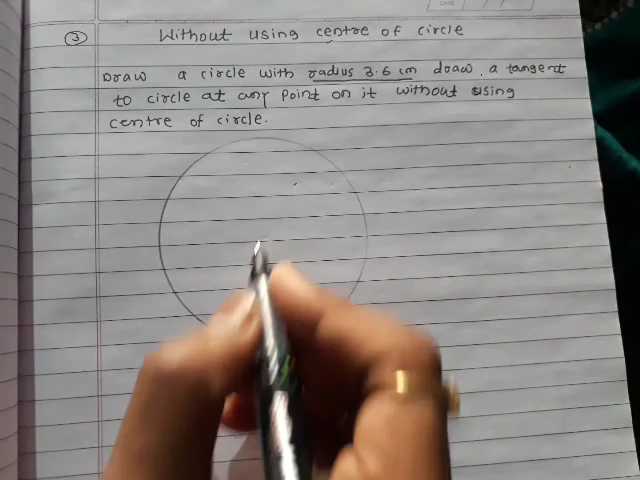 ③ Without using centre of circle
Draw a circle with radius 3.6 cm draw a tangent
to circle at any point on it without using
centre of circle.